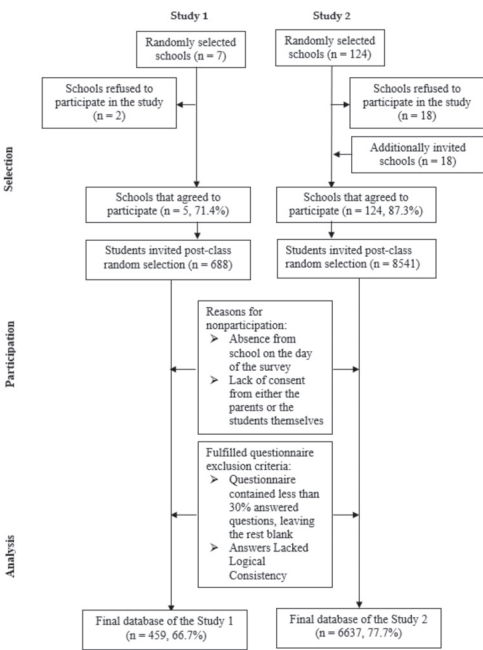 Study 1
Study 2
Randomly selected
schools (n = 7)
Randomly selected
schools (n = 124)
Schools refused to
participate in the study
(n = 2)
Schools refused to
participate in the study
(n = 18)
Additionally invited
schools (n = 18)
Selection
Schools that agreed to
participate (n = 5, 71.4%)
Schools that agreed to
participate (n = 124, 87.3%)
Students invited post-class
random selection (n = 688)
Students invited post-class
random selection (n = 8541)
Participation
Reasons for
nonparticipation:
➢ Absence from
school on the day
of the survey
➢ Lack of consent
from either the
parents or the
students themselves
Fulfilled questionnaire
exclusion criteria:
➢ Questionnaire
contained less than
30% answered
questions, leaving
the rest blank
➢ Answers Lacked
Logical
Consistency
Analysis
Final database of the Study 1
(n = 459, 66.7%)
Final database of the Study 2
(n = 6637, 77.7%)